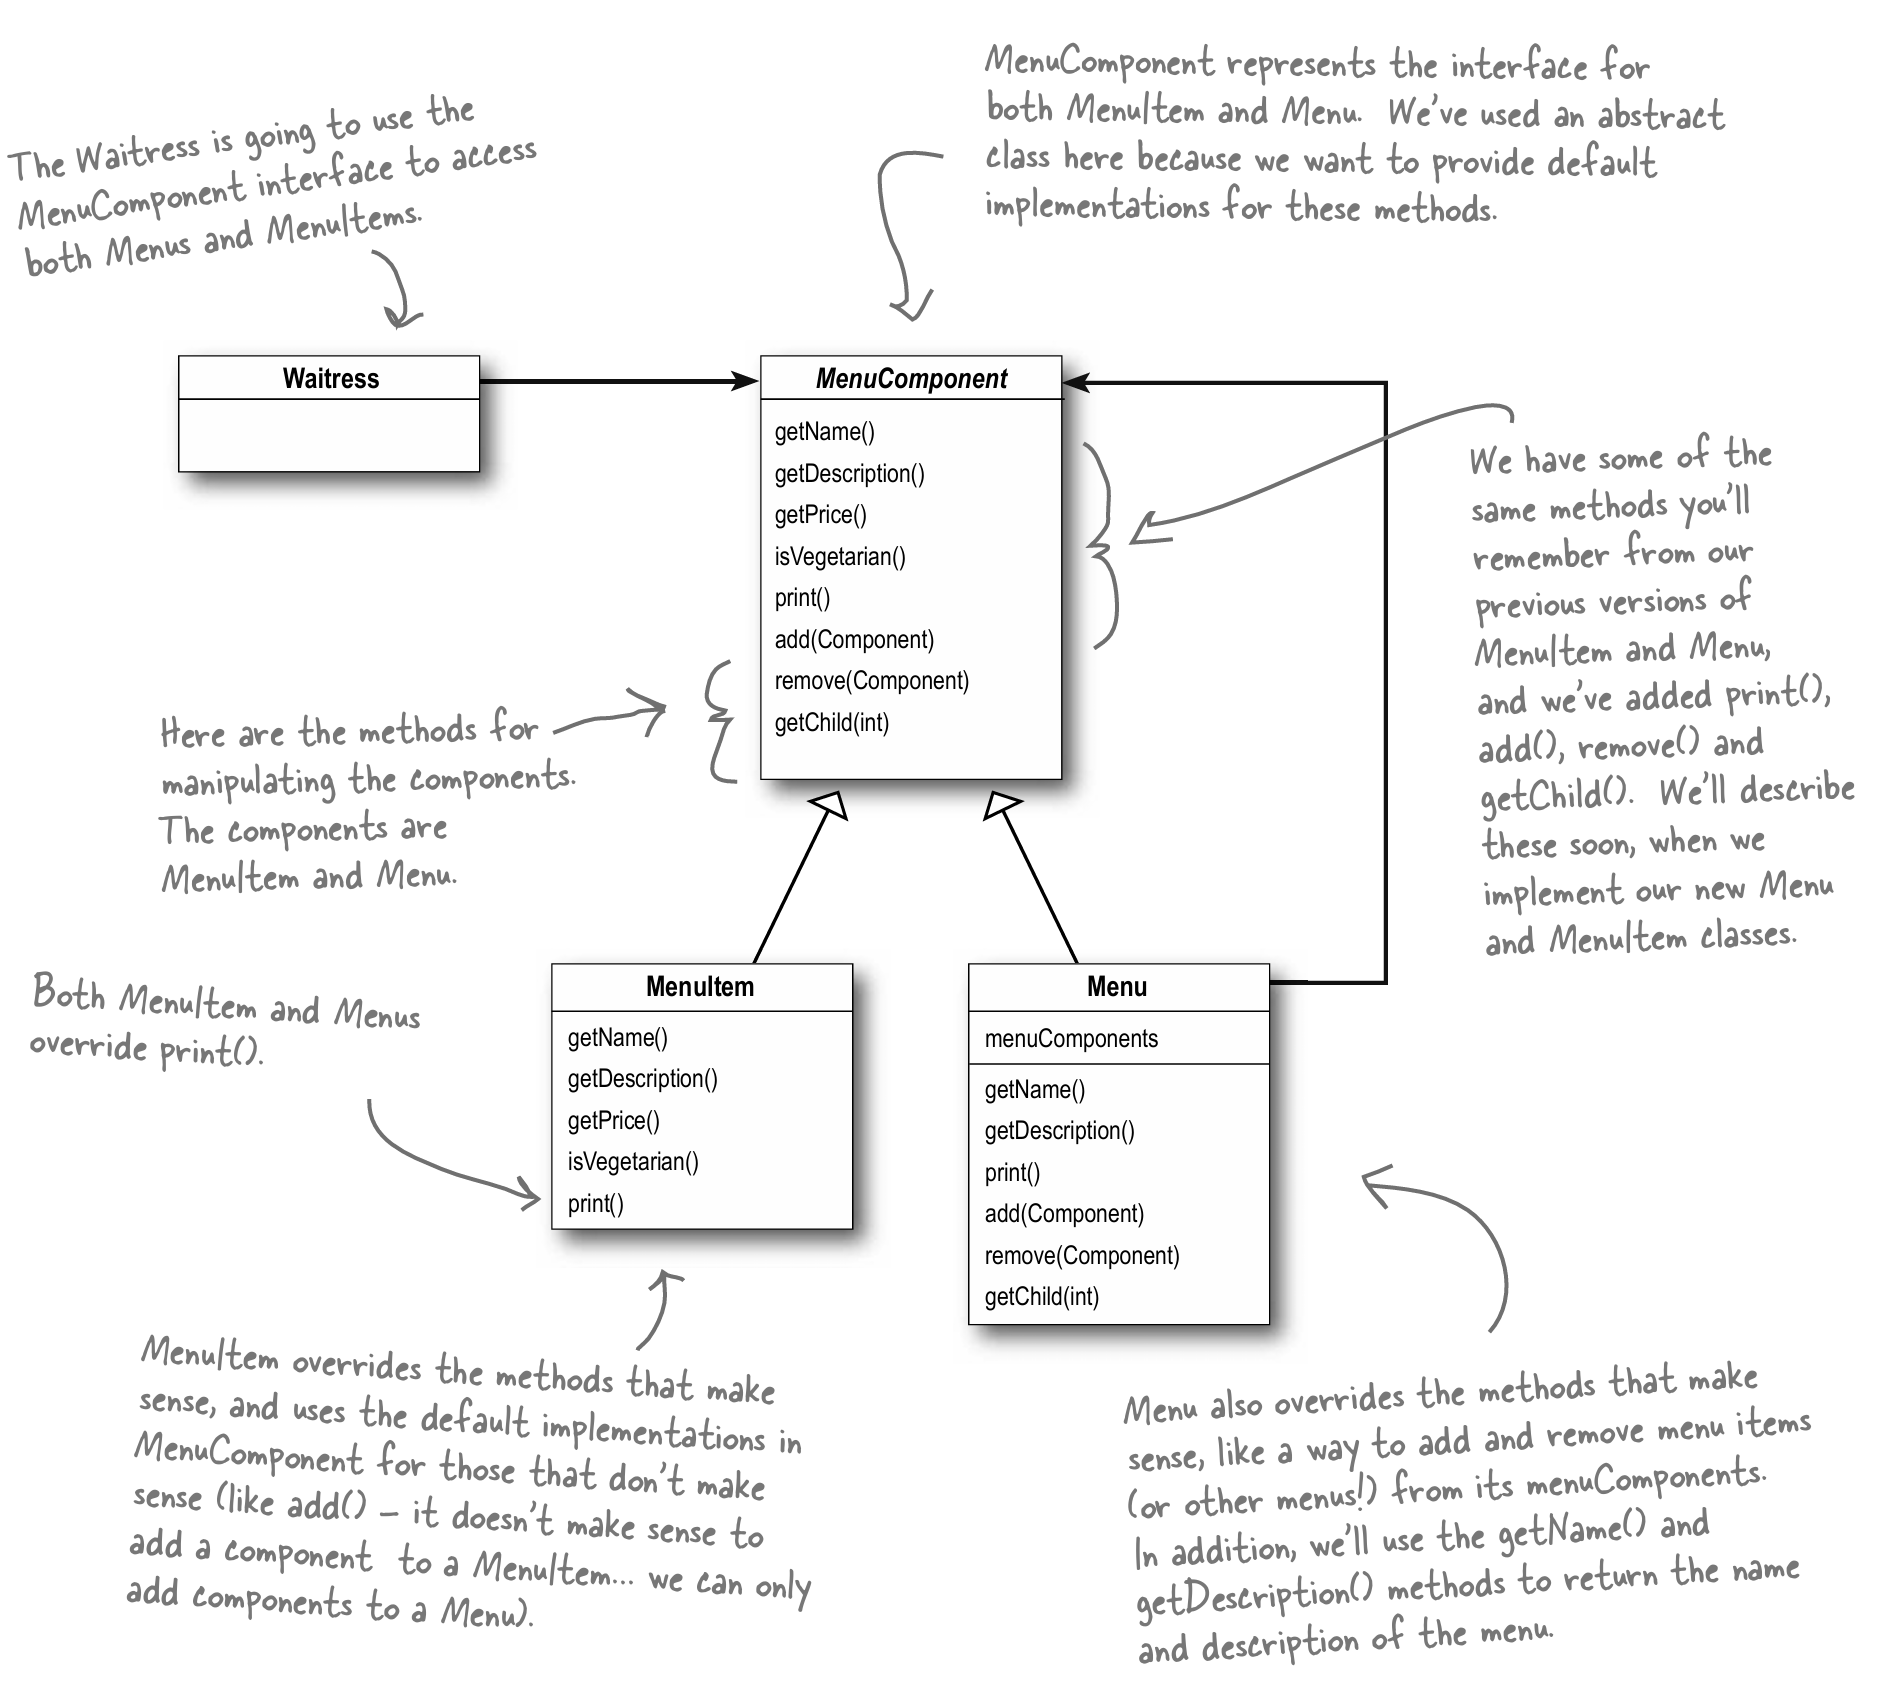 MenuComponent represents the interface for
both MenuItem and Menu. We've used an abstract
class here because we want to provide default
implementations for these methods.
The Waitress is going to use the
MenuComponent interface to access
both Menus and MenuItems.
Waitress
MenuComponent
getName()
getDescription()
getPrice()
isVegetarian()
print()
add(Component)
remove(Component)
getChild(int)
We have some of the
same methods you'll
remember from our
previous versions of
MenuItem and Menu,
and we've added print(),
add(), remove() and
getChild(). We'll describe
these soon, when we
implement our new Menu
and MenuItem classes.
Here are the methods for
manipulating the components.
The components are
MenuItem and Menu.
Both MenuItem and Menus
override print().
MenuItem
getName()
getDescription()
getPrice()
isVegetarian()
print()
Menu
menuComponents
getName()
getDescription()
print()
add(Component)
remove(Component)
getChild(int)
MenuItem overrides the methods that make
sense, and uses the default implementations in
MenuComponent for those that don't make
sense (like add() – it doesn't make sense to
add a component to a MenuItem... we can only
add components to a Menu).
Menu also overrides the methods that make
sense, like a way to add and remove menu items
(or other menus!) from its menuComponents.
In addition, we'll use the getName() and
getDescription() methods to return the name
and description of the menu.